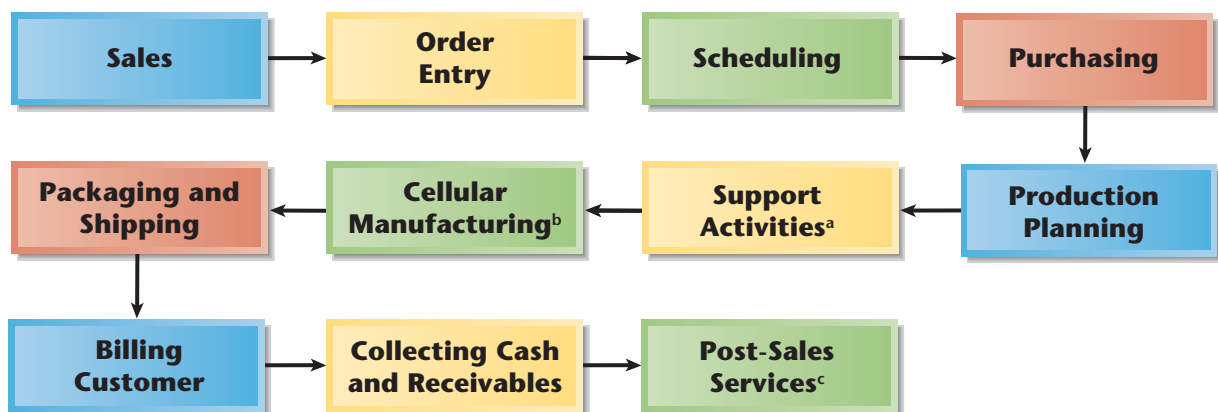 Sales
Order
Entry
Scheduling
Purchasing
Packaging and
Shipping
Cellular
Manufacturingᵇ
Support
Activitiesᵃ
Production
Planning
Billing
Customer
Collecting Cash
and Receivables
Post-Sales
Servicesᶜ